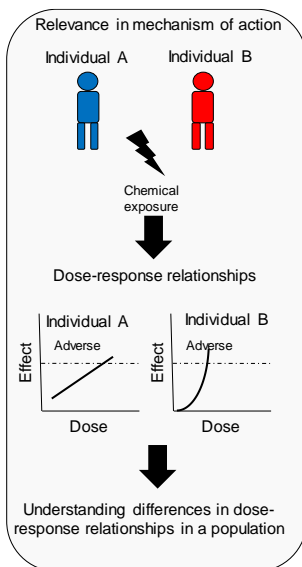 Relevance in mechanism of action
Individual A
Individual B
Chemical
exposure
Dose-response relationships
Individual A
Individual B
Adverse
Adverse
Effect
Effect
Dose
Dose
Understanding differences in dose-
response relationships in a population